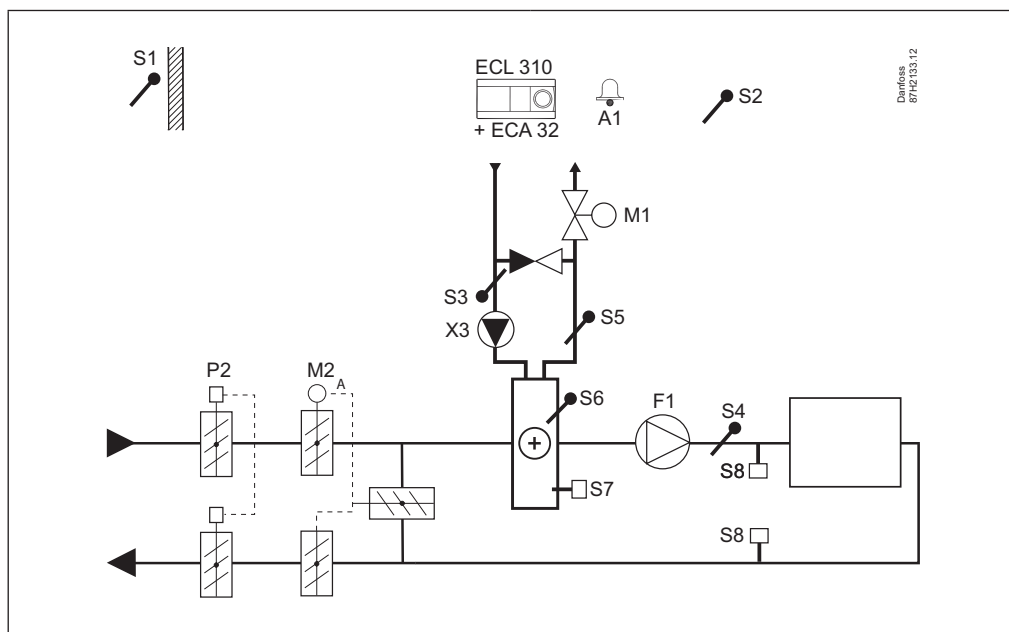 S1
ECL 310
+ ECA 32
A1
S2
Danfoss
87H2133.12
M1
S3
X3
S5
P2
M2
A
S6
F1
S4
S8
S7
S8